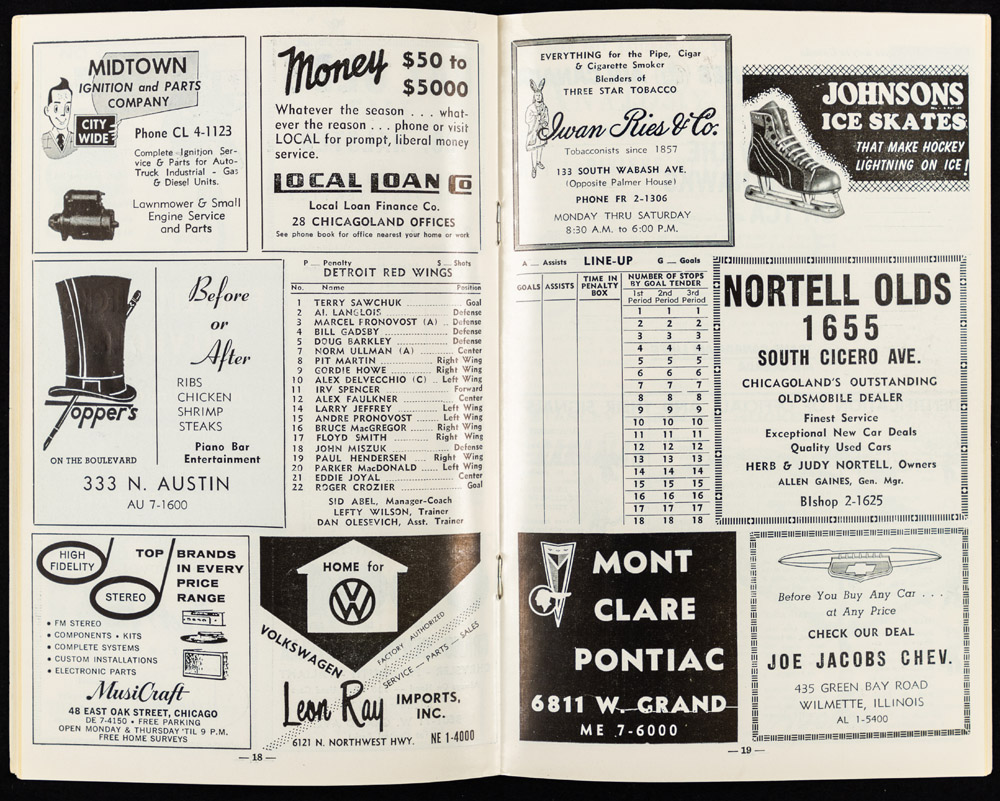 MIDTOWN
IGNITION and PARTS
COMPANY
CITY
WIDE
Phone CL 4-1123
Complete Ignition Ser-
vice & Parts for Auto-
Truck Industrial - Gas
& Diesel Units.
Lawnmower & Small
Engine Service
and Parts
Money $50 to
$5000
Whatever the season . . . what-
ever the reason . . . phone or visit
LOCAL for prompt, liberal money
service.
LOCAL LOAN CO
Local Loan Finance Co.
28 CHICAGOLAND OFFICES
See phone book for office nearest your home or work
Before
or
After
RIBS
CHICKEN
SHRIMP
STEAKS
Topper's
ON THE BOULEVARD
Piano Bar
Entertainment
333 N. AUSTIN
AU 7-1600
P — Penalty S — Shots
DETROIT RED WINGS
No. Name Position
1 TERRY SAWCHUK Goal
2 AL LANGLOIS Defense
3 MARCEL PRONOVOST (A) Defense
4 BILL GADSBY Defense
5 DOUG BARKLEY Defense
7 NORM ULLMAN (A) Center
8 PIT MARTIN Right Wing
9 GORDIE HOWE Right Wing
10 ALEX DELVECCHIO (C) Left Wing
11 IRV SPENCER Forward
12 ALEX FAULKNER Center
14 LARRY JEFFREY Left Wing
15 ANDRE PRONOVOST Left Wing
16 BRUCE MacGREGOR Right Wing
17 FLOYD SMITH Right Wing
18 JOHN MISZUK Defense
19 PAUL HENDERSEN Right Wing
20 PARKER MacDONALD Left Wing
21 EDDIE JOYAL Center
22 ROGER CROZIER Goal
SID ABEL, Manager-Coach
LEFTY WILSON, Trainer
DAN OLESEVICH, Asst. Trainer
HIGH
FIDELITY
STEREO
TOP BRANDS
IN EVERY
PRICE
RANGE
• FM STEREO
• COMPONENTS • KITS
• COMPLETE SYSTEMS
• CUSTOM INSTALLATIONS
• ELECTRONIC PARTS
MusiCraft
48 EAST OAK STREET, CHICAGO
DE 7-4150 • FREE PARKING
OPEN MONDAY & THURSDAY 'TIL 9 P.M.
FREE HOME SURVEYS
HOME for
VW
VOLKSWAGEN
FACTORY AUTHORIZED
SERVICE — PARTS — SALES
Leon Ray IMPORTS,
INC.
6121 N. NORTHWEST HWY. NE 1-4000
— 18 —
EVERYTHING for the Pipe, Cigar
& Cigarette Smoker
Blenders of
THREE STAR TOBACCO
Iwan Ries & Co.
Tobacconists since 1857
133 SOUTH WABASH AVE.
(Opposite Palmer House)
PHONE FR 2-1306
MONDAY THRU SATURDAY
8:30 A.M. to 6:00 P.M.
JOHNSONS
ICE SKATES
THAT MAKE HOCKEY
LIGHTNING ON ICE!
A — Assists LINE-UP G — Goals
GOALS ASSISTS TIME IN PENALTY BOX NUMBER OF STOPS
BY GOAL TENDER
1st 2nd 3rd
Period Period Period
1 1 1
2 2 2
3 3 3
4 4 4
5 5 5
6 6 6
7 7 7
8 8 8
9 9 9
10 10 10
11 11 11
12 12 12
13 13 13
14 14 14
15 15 15
16 16 16
17 17 17
18 18 18
NORTELL OLDS
1655
SOUTH CICERO AVE.
CHICAGOLAND'S OUTSTANDING
OLDSMOBILE DEALER
Finest Service
Exceptional New Car Deals
Quality Used Cars
HERB & JUDY NORTELL, Owners
ALLEN GAINES, Gen. Mgr.
BIshop 2-1625
MONT
CLARE
PONTIAC
6811 W. GRAND
ME 7-6000
Before You Buy Any Car . . .
at Any Price
CHECK OUR DEAL
JOE JACOBS CHEV.
435 GREEN BAY ROAD
WILMETTE, ILLINOIS
AL 1-5400
— 19 —